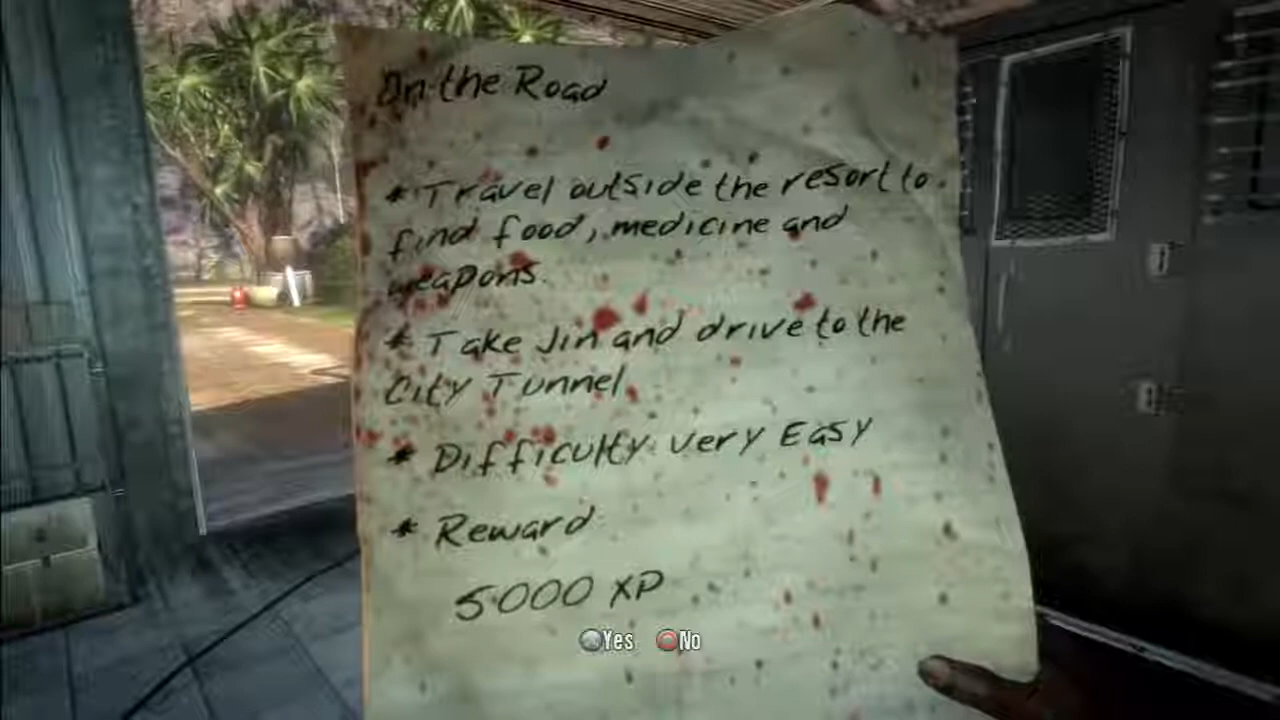 On the Road
* Travel outside the resort to
find food, medicine and
weapons.
* Take Jin and drive to the
City Tunnel
* Difficulty: Very Easy
* Reward
5000 XP
Yes No